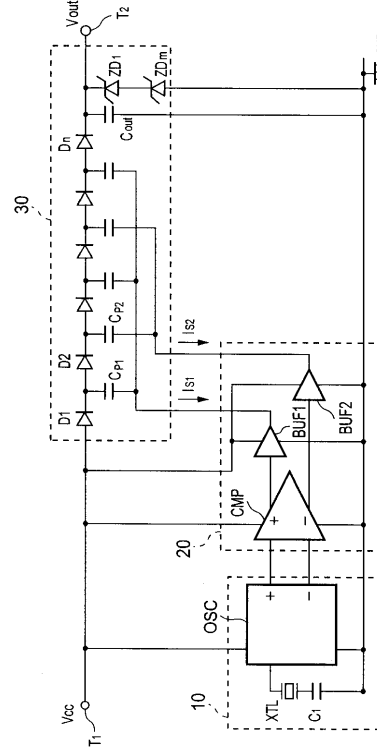 Vout
T2
30
Dn
ZD1
ZDm
Cout
D2
CP2
CP1
D1
IS2
IS1
20
BUF2
BUF1
CMP
+
−
OSC
+
−
10
XTL
C1
Vcc
T1